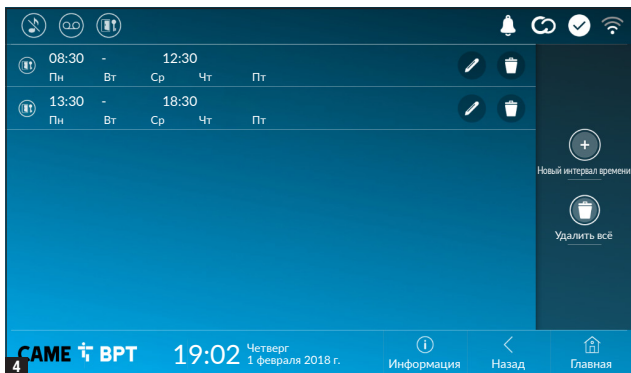 08:30 - 12:30
Пн Вт Ср Чт Пт
13:30 - 18:30
Пн Вт Ср Чт Пт
Новый интервал времени
Удалить всё
CAME BPT
19:02
Четверг
1 февраля 2018 г.
Информация
Назад
Главная
4